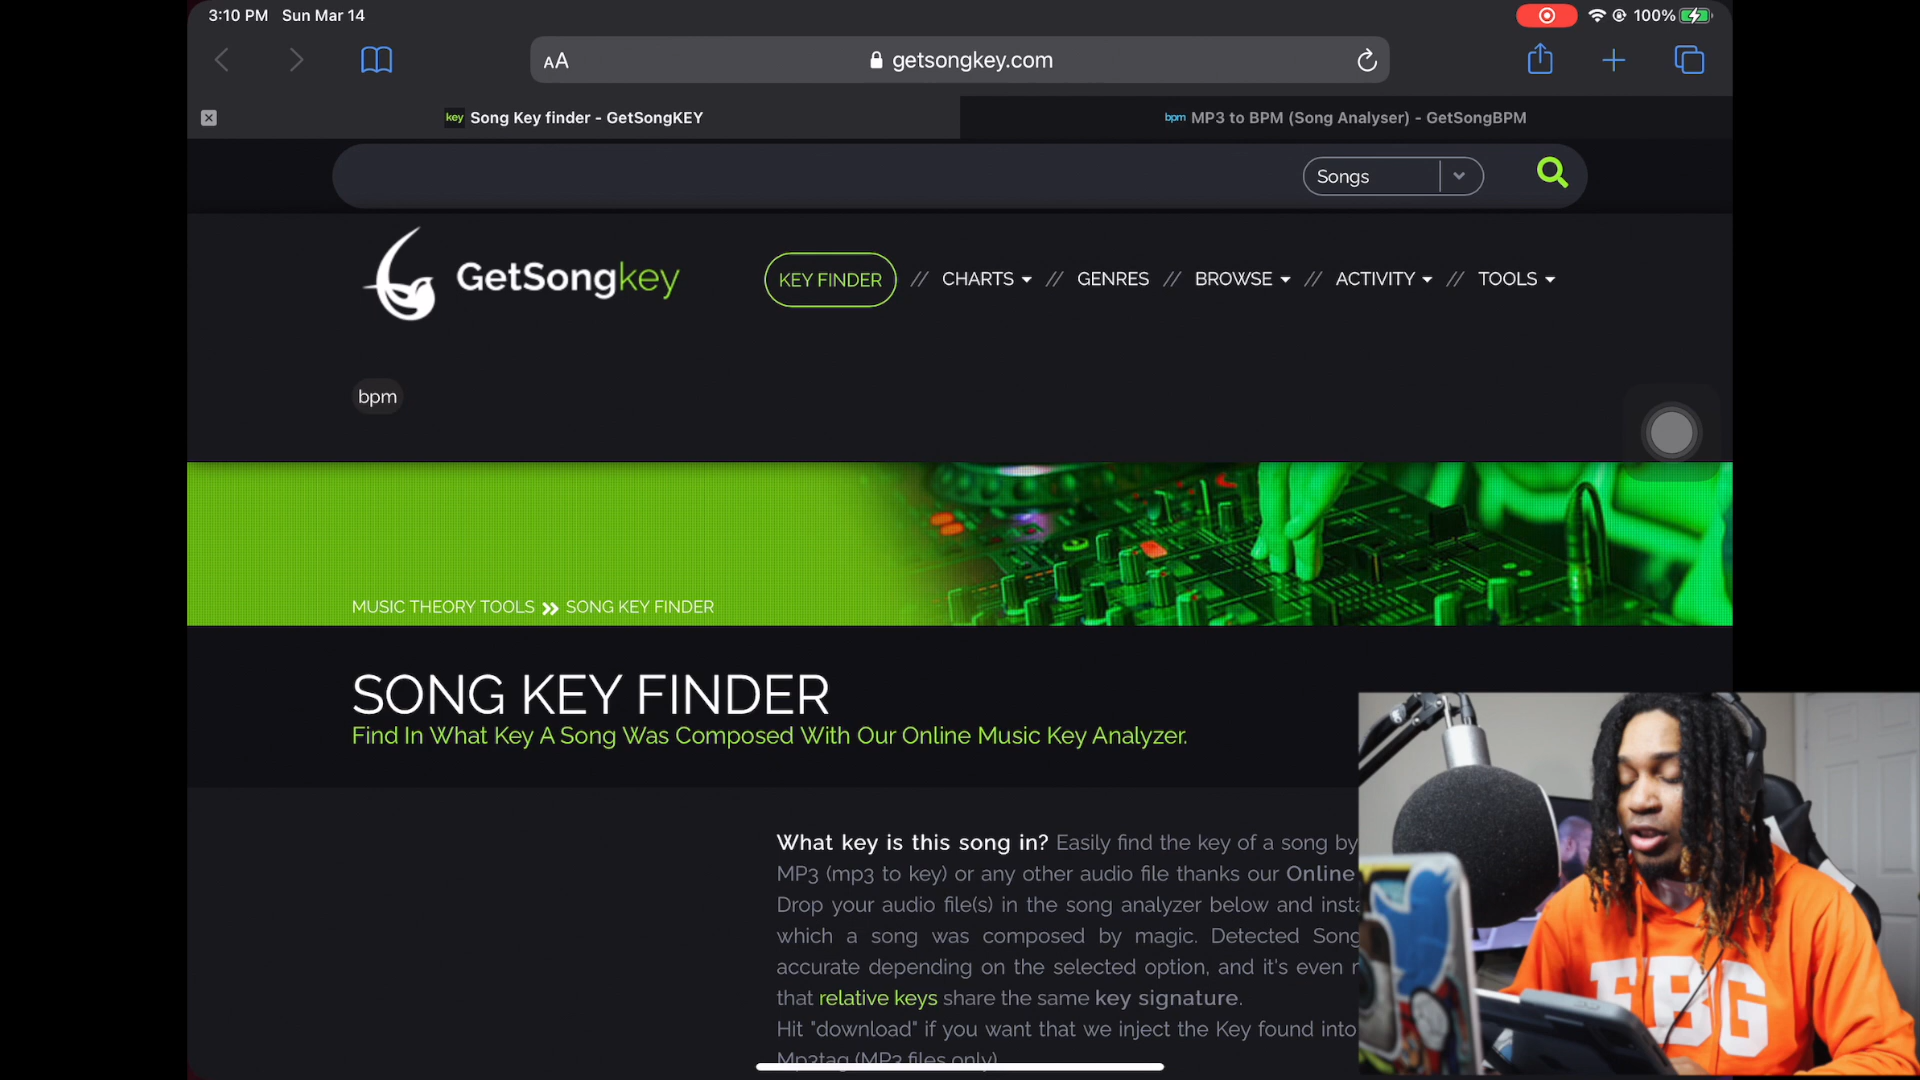 3:10 PM Sun Mar 14
100%
AA getsongkey.com
key Song Key finder - GetSongKEY
bpm MP3 to BPM (Song Analyser) - GetSongBPM
Songs
GetSongkey
KEY FINDER // CHARTS // GENRES // BROWSE // ACTIVITY // TOOLS
bpm
MUSIC THEORY TOOLS » SONG KEY FINDER
SONG KEY FINDER
Find In What Key A Song Was Composed With Our Online Music Key Analyzer.
What key is this song in? Easily find the key of a song by
MP3 (mp3 to key) or any other audio file thanks our Online
Drop your audio file(s) in the song analyzer below and insta
which a song was composed by magic. Detected Song
accurate depending on the selected option, and it's even
that relative keys share the same key signature.
Hit "download" if you want that we inject the Key found into
Mp3tag (MP3 files only)
FBG